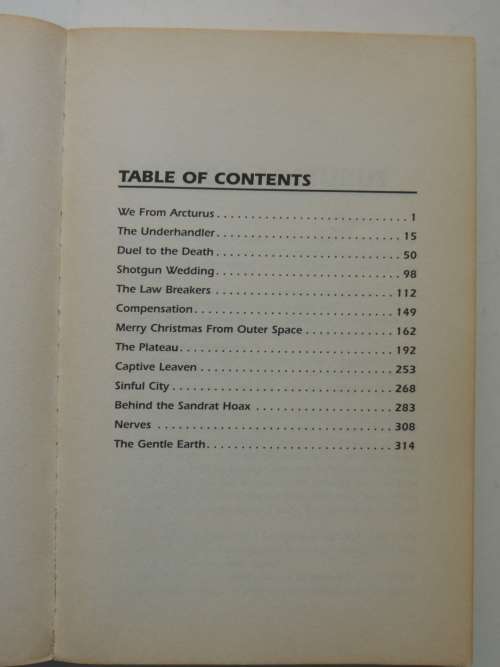 TABLE OF CONTENTS
We From Arcturus . . . . . . . . . . . . . . . . . . . . . . . . . . . . 1
The Underhandler . . . . . . . . . . . . . . . . . . . . . . . . . . . 15
Duel to the Death . . . . . . . . . . . . . . . . . . . . . . . . . . . 50
Shotgun Wedding . . . . . . . . . . . . . . . . . . . . . . . . . . . 98
The Law Breakers . . . . . . . . . . . . . . . . . . . . . . . . . . 112
Compensation . . . . . . . . . . . . . . . . . . . . . . . . . . . . . 149
Merry Christmas From Outer Space . . . . . . . . . . . . . 162
The Plateau . . . . . . . . . . . . . . . . . . . . . . . . . . . . . . . 192
Captive Leaven . . . . . . . . . . . . . . . . . . . . . . . . . . . . 253
Sinful City . . . . . . . . . . . . . . . . . . . . . . . . . . . . . . . . 268
Behind the Sandrat Hoax . . . . . . . . . . . . . . . . . . . . 283
Nerves . . . . . . . . . . . . . . . . . . . . . . . . . . . . . . . . . . 308
The Gentle Earth . . . . . . . . . . . . . . . . . . . . . . . . . . . 314